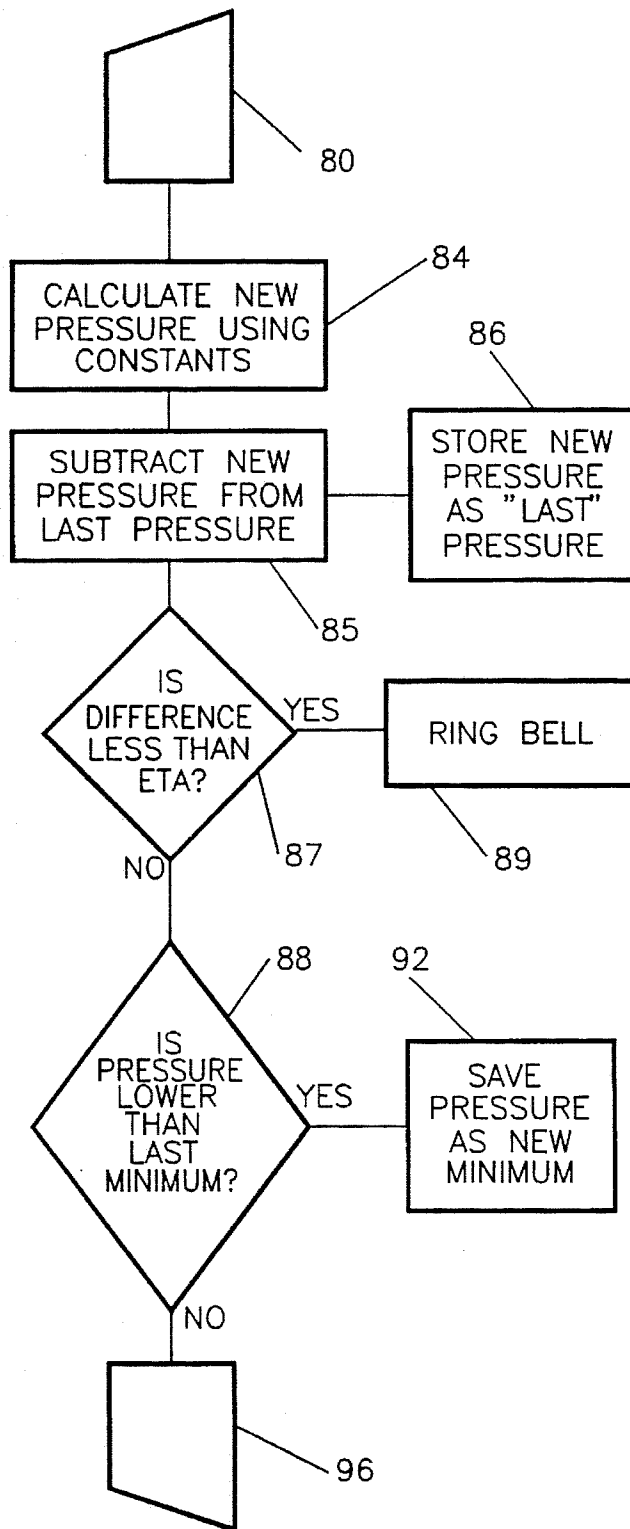 80
84
CALCULATE NEW
PRESSURE USING
CONSTANTS
86
SUBTRACT NEW
PRESSURE FROM
LAST PRESSURE
STORE NEW
PRESSURE
AS "LAST"
PRESSURE
85
IS
DIFFERENCE
LESS THAN
ETA?
YES
RING BELL
87
89
NO
88
92
IS
PRESSURE
LOWER
THAN
LAST
MINIMUM?
YES
SAVE
PRESSURE
AS NEW
MINIMUM
NO
96